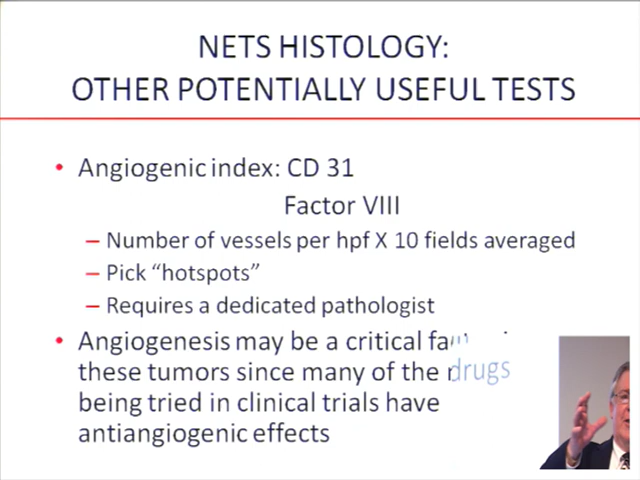 NETS HISTOLOGY:
OTHER POTENTIALLY USEFUL TESTS
• Angiogenic index: CD 31
Factor VIII
– Number of vessels per hpf X 10 fields averaged
– Pick “hotspots”
– Requires a dedicated pathologist
• Angiogenesis may be a critical
these tumors since many of the drugs
being tried in clinical trials have
antiangiogenic effects